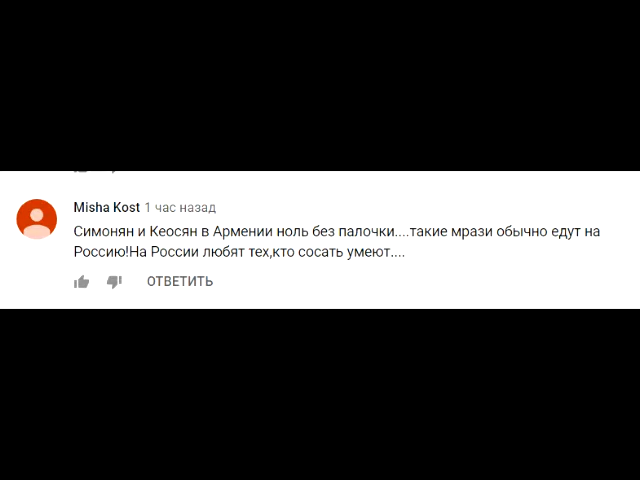 Misha Kost 1 час назад
Симонян и Кеосян в Армении ноль без палочки....такие мрази обычно едут на
Россию!На России любят тех,кто сосать умеют....
ОТВЕТИТЬ